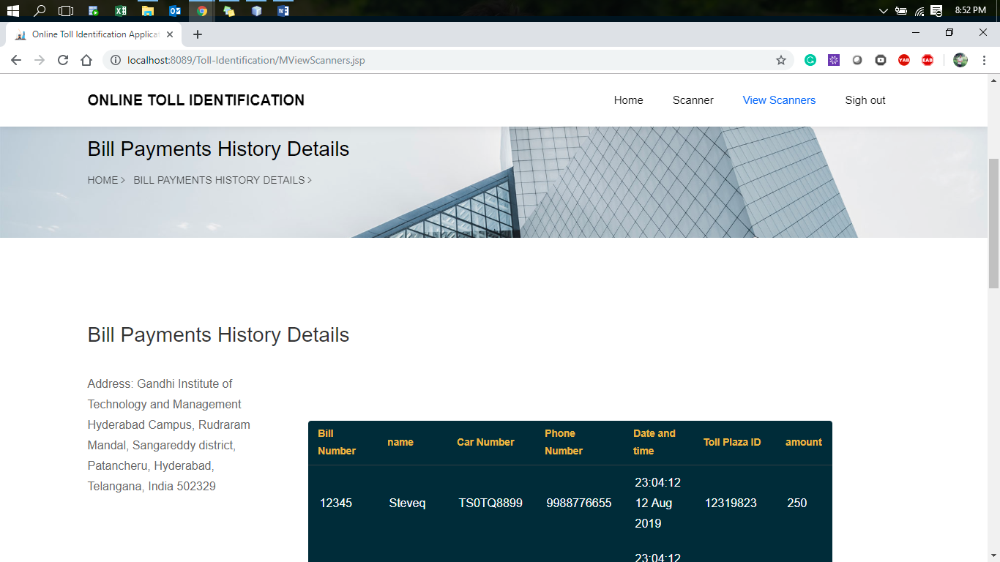 8:52 PM
Online Toll Identification Applicat
localhost:8089/Toll-Identification/MViewScanners.jsp
YAB
EAB
ONLINE TOLL IDENTIFICATION
Home
Scanner
View Scanners
Sigh out
Bill Payments History Details
HOME > BILL PAYMENTS HISTORY DETAILS >
Bill Payments History Details
Address: Gandhi Institute of
Technology and Management
Hyderabad Campus, Rudraram
Mandal, Sangareddy district,
Patancheru, Hyderabad,
Telangana, India 502329
Bill Number name Car Number Phone Number Date and time Toll Plaza ID amount
12345 Steveq TS0TQ8899 9988776655 23:04:12 12 Aug 2019 12319823 250
23:04:12